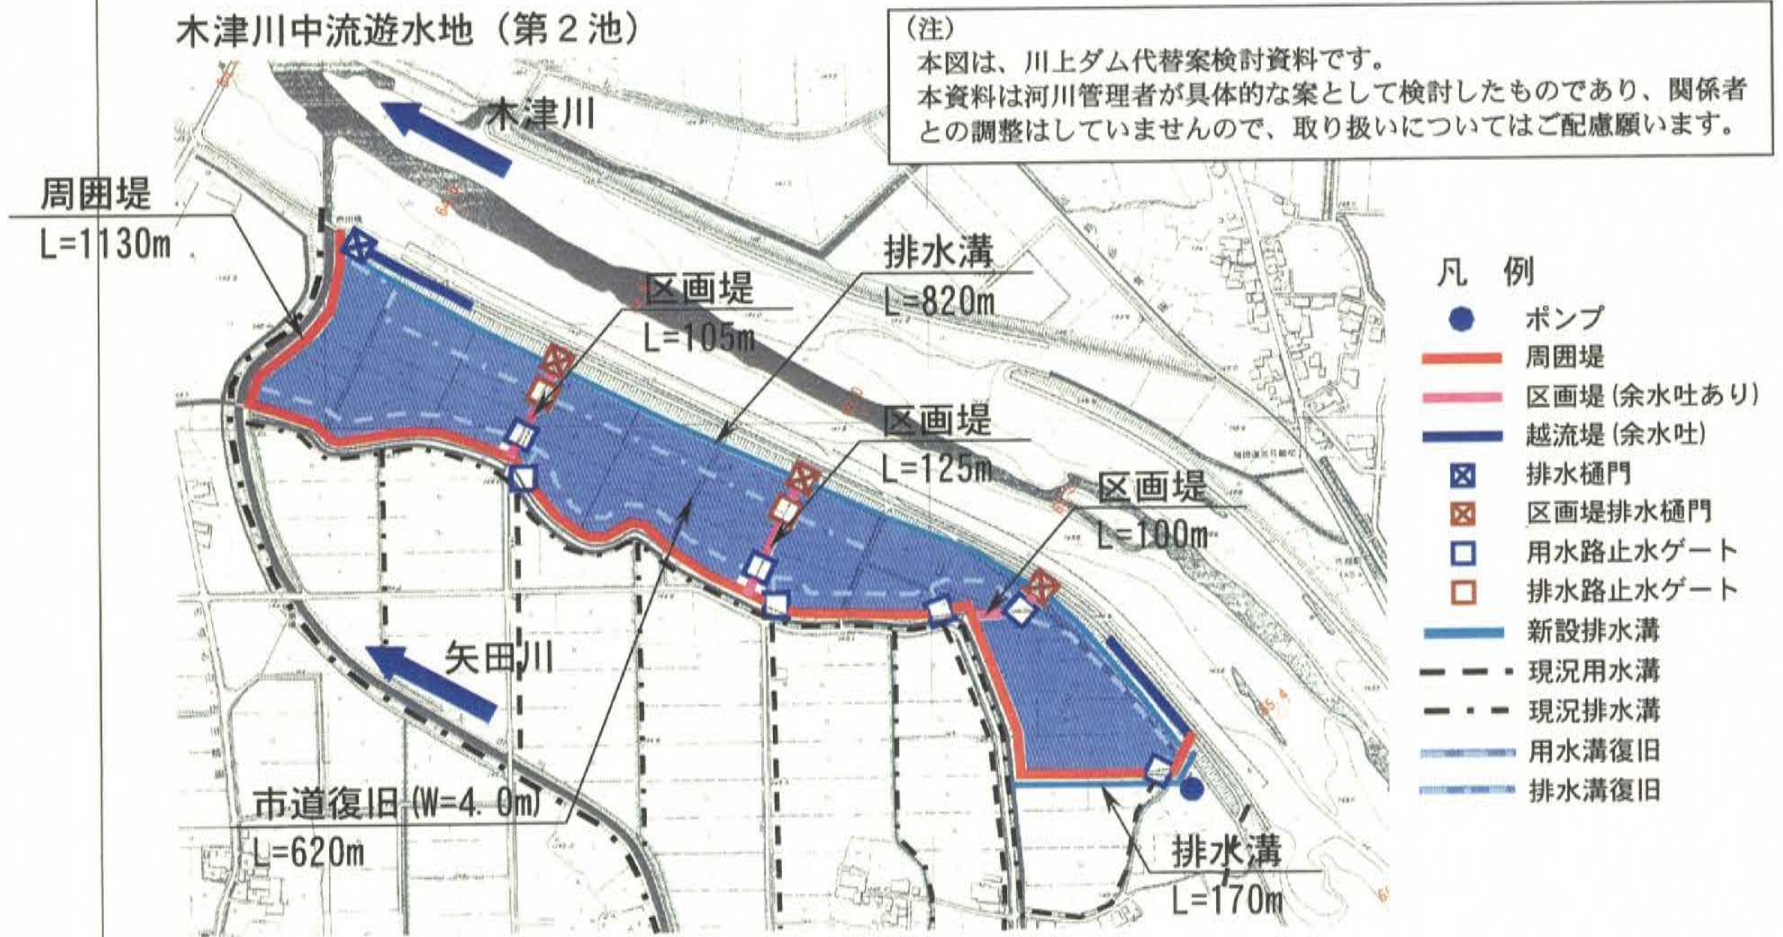 木津川中流遊水地（第２池）
（注）
本図は、川上ダム代替案検討資料です。
本資料は河川管理者が具体的な案として検討したものであり、関係者
との調整はしていませんので、取り扱いについてはご配慮願います。
木津川
周囲堤
L=1130m
区画堤
L=105m
排水溝
L=820m
区画堤
L=125m
区画堤
L=100m
矢田川
市道復旧(W=4.0m)
L=620m
排水溝
L=170m
凡 例
ポンプ
周囲堤
区画堤(余水吐あり)
越流堤(余水吐)
排水樋門
区画堤排水樋門
用水路止水ゲート
排水路止水ゲート
新設排水溝
現況用水溝
現況排水溝
用水溝復旧
排水溝復旧